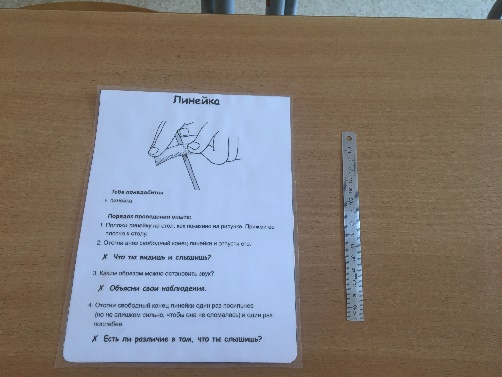 Линейка
Тебе понадобится
линейка
Порядок проведения опыта:
1. Положи линейку на стол, как показано на рисунке. Прижми её
плотно к столу.
2. Отогни вниз свободный конец линейки и отпусти его.
✗ Что ты видишь и слышишь?
3. Каким образом можно остановить звук?
✗ Объясни свои наблюдения.
4. Отогни свободный конец линейки один раз посильнее
(но не слишком сильно, чтобы она не сломалась) и один раз
послабее.
✗ Есть ли различие в том, что ты слышишь?